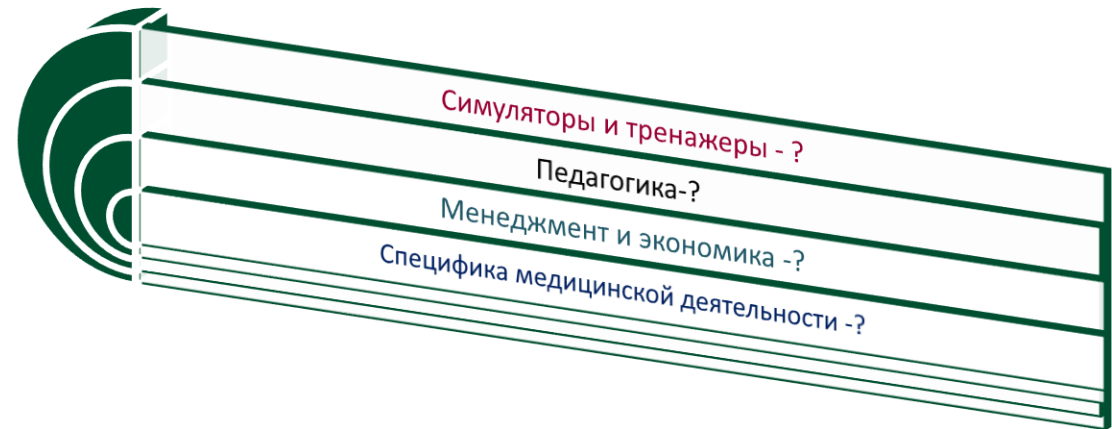 Симуляторы и тренажеры - ?
Педагогика-?
Менеджмент и экономика -?
Специфика медицинской деятельности -?